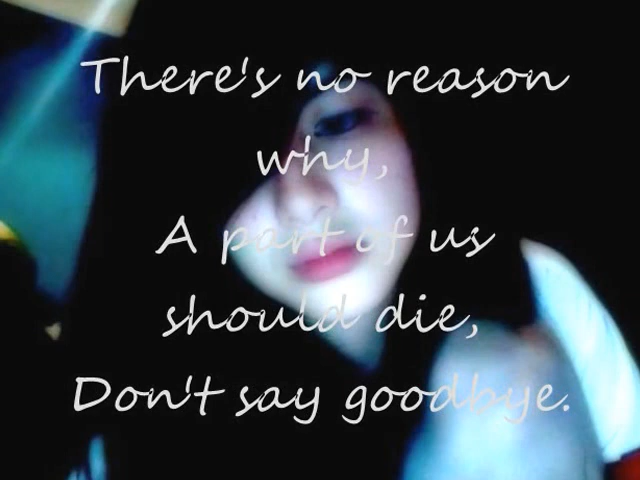 There's no reason
why,
A part of us
should die,
Don't say goodbye.